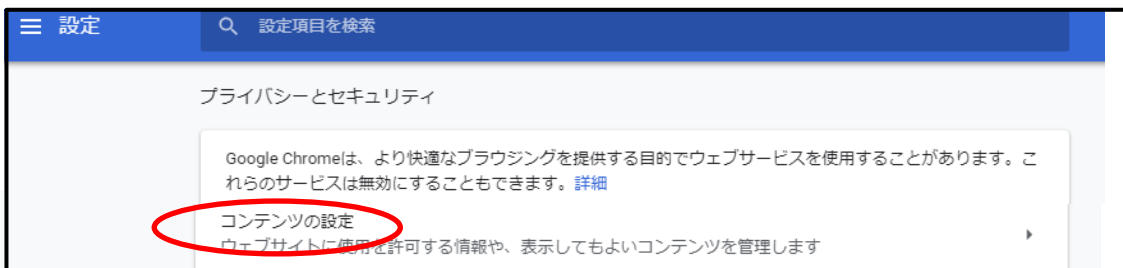 設定
設定項目を検索
プライバシーとセキュリティ
Google Chromeは、より快適なブラウジングを提供する目的でウェブサービスを使用することがあります。こ
れらのサービスは無効にすることもできます。詳細
コンテンツの設定
ウェブサイトに使用を許可する情報や、表示してもよいコンテンツを管理します